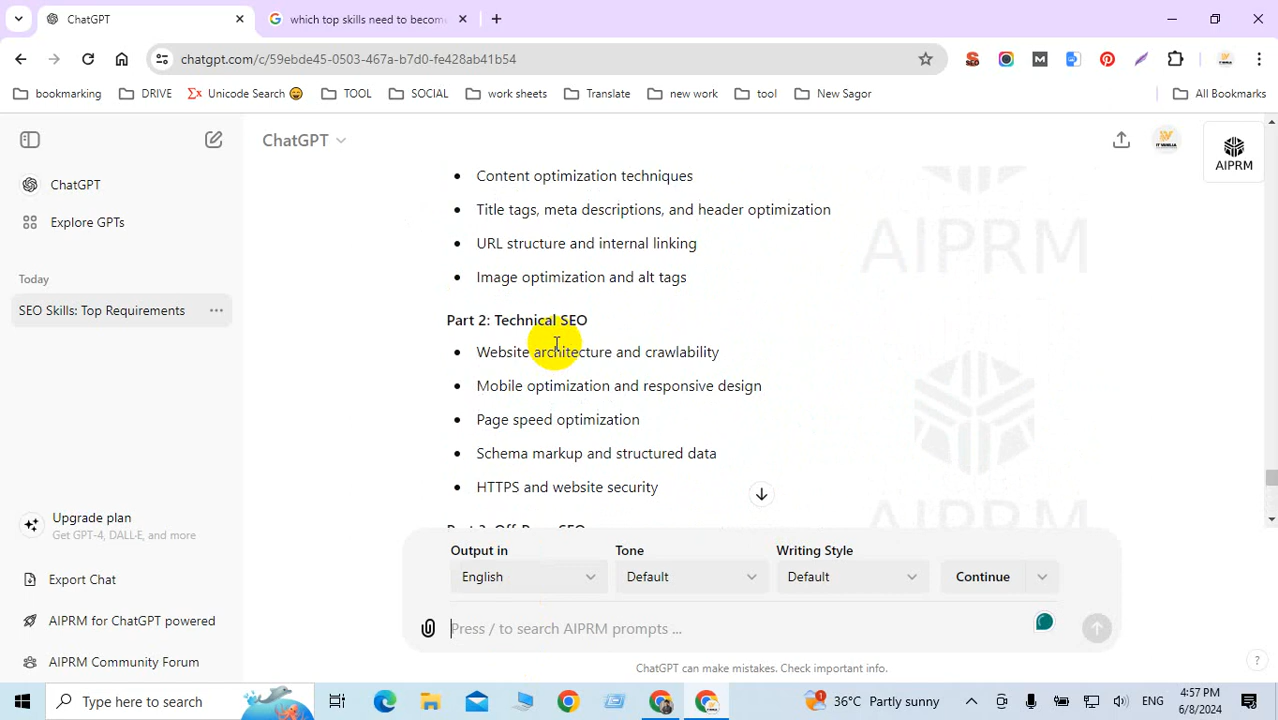 ChatGPT
which top skills need to becom
chatgpt.com/c/59ebde45-0503-467a-b7d0-fe428ab41b54
bookmarking
DRIVE
Unicode Search
TOOL
SOCIAL
work sheets
Translate
new work
tool
New Sagor
All Bookmarks
ChatGPT
AIPRM
ChatGPT
Explore GPTs
Today
SEO Skills: Top Requirements
Content optimization techniques
Title tags, meta descriptions, and header optimization
URL structure and internal linking
Image optimization and alt tags
Part 2: Technical SEO
Website architecture and crawlability
Mobile optimization and responsive design
Page speed optimization
Schema markup and structured data
HTTPS and website security
AIPRM
AIPRM
Upgrade plan
Get GPT-4, DALL·E, and more
Export Chat
AIPRM for ChatGPT powered
AIPRM Community Forum
Output in
Tone
Writing Style
English
Default
Default
Continue
Press / to search AIPRM prompts ...
ChatGPT can make mistakes. Check important info.
?
Type here to search
1
36°C Partly sunny
ENG
4:57 PM
6/8/2024